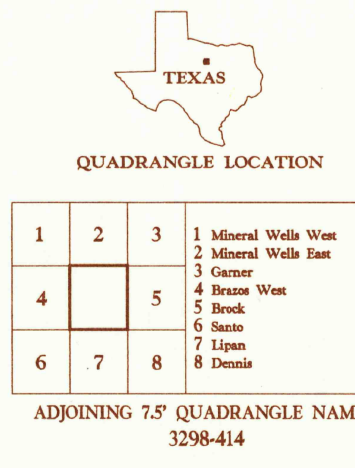 TEXAS
QUADRANGLE LOCATION
1 2 3
4 5
6 7 8
1 Mineral Wells West
2 Mineral Wells East
3 Garner
4 Brazos West
5 Brock
6 Santo
7 Lipan
8 Dennis
ADJOINING 7.5' QUADRANGLE NAM
3298-414